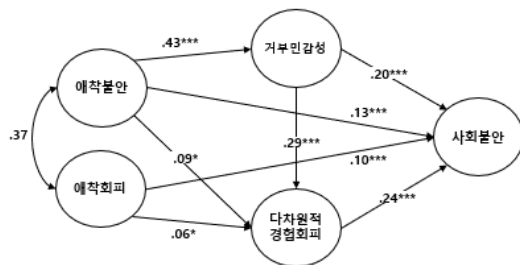 .43***
거부민감성
.20***
애착불안
.13***
사회불안
.37
.29***
.09*
.10***
애착회피
다차원적
경험회피
.24***
.06*